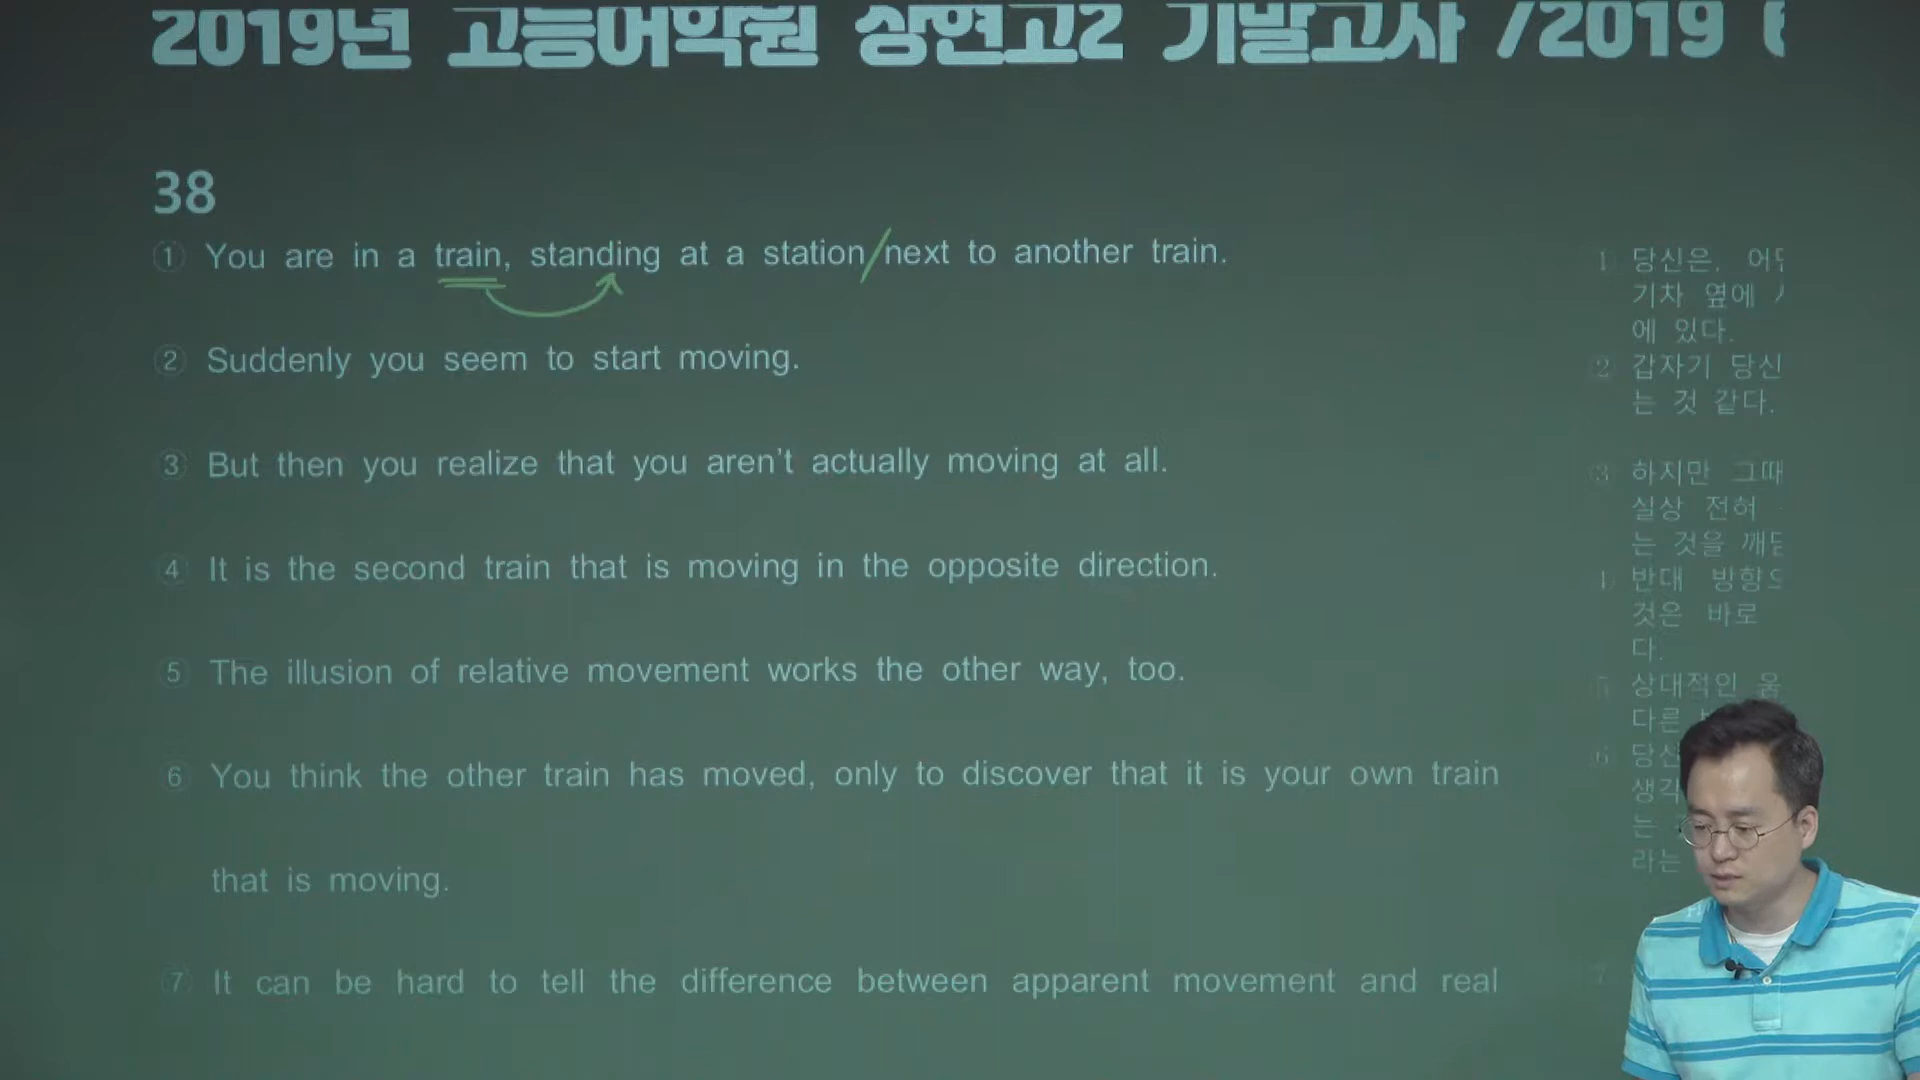 2019년 고등어학원 상연고2 기말고사 /2019
38
① You are in a train, standing at a station/next to another train.
② Suddenly you seem to start moving.
③ But then you realize that you aren't actually moving at all.
④ It is the second train that is moving in the opposite direction.
⑤ The illusion of relative movement works the other way, too.
⑥ You think the other train has moved, only to discover that it is your own train
that is moving.
⑦ It can be hard to tell the difference between apparent movement and real
1 당신은,
기차 옆에
에 있다.
2 갑자기 당신
는 것 같다.
3 하지만 그때
실상 전혀
는 것을
4 반대 방향으
것은 바로
다.
5 상대적인 움
다른
6
생각
는
라는
7